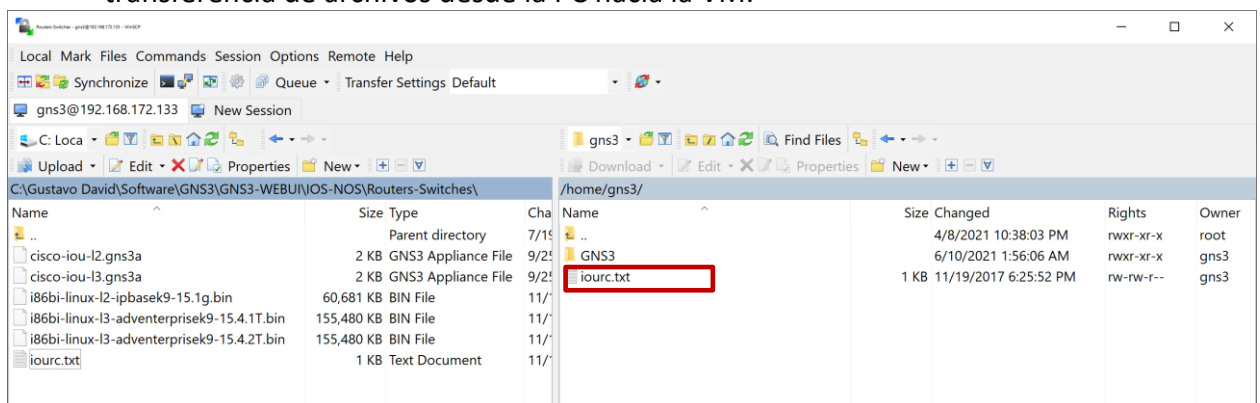 transferencia de archivos desde la PC hacia la VM.
Routers-Switches - gns3@192.168.172.133 - WinSCP
Local Mark Files Commands Session Options Remote Help
Synchronize Queue Transfer Settings Default
gns3@192.168.172.133 New Session
C: Loca gns3 Find Files
Upload Edit Properties New Download Edit Properties New
C:\Gustavo David\Software\GNS3\GNS3-WEBUI\IOS-NOS\Routers-Switches\ /home/gns3/
Name Size Type Cha Name Size Changed Rights Owner
.. Parent directory 7/19 .. 4/8/2021 10:38:03 PM rwxr-xr-x root
cisco-iou-l2.gns3a 2 KB GNS3 Appliance File 9/25 GNS3 6/10/2021 1:56:06 AM rwxr-xr-x gns3
cisco-iou-l3.gns3a 2 KB GNS3 Appliance File 9/25 iourc.txt 1 KB 11/19/2017 6:25:52 PM rw-rw-r-- gns3
i86bi-linux-l2-ipbasek9-15.1g.bin 60,681 KB BIN File 11/
i86bi-linux-l3-adventerprisek9-15.4.1T.bin 155,480 KB BIN File 11/
i86bi-linux-l3-adventerprisek9-15.4.2T.bin 155,480 KB BIN File 11/
iourc.txt 1 KB Text Document 11/